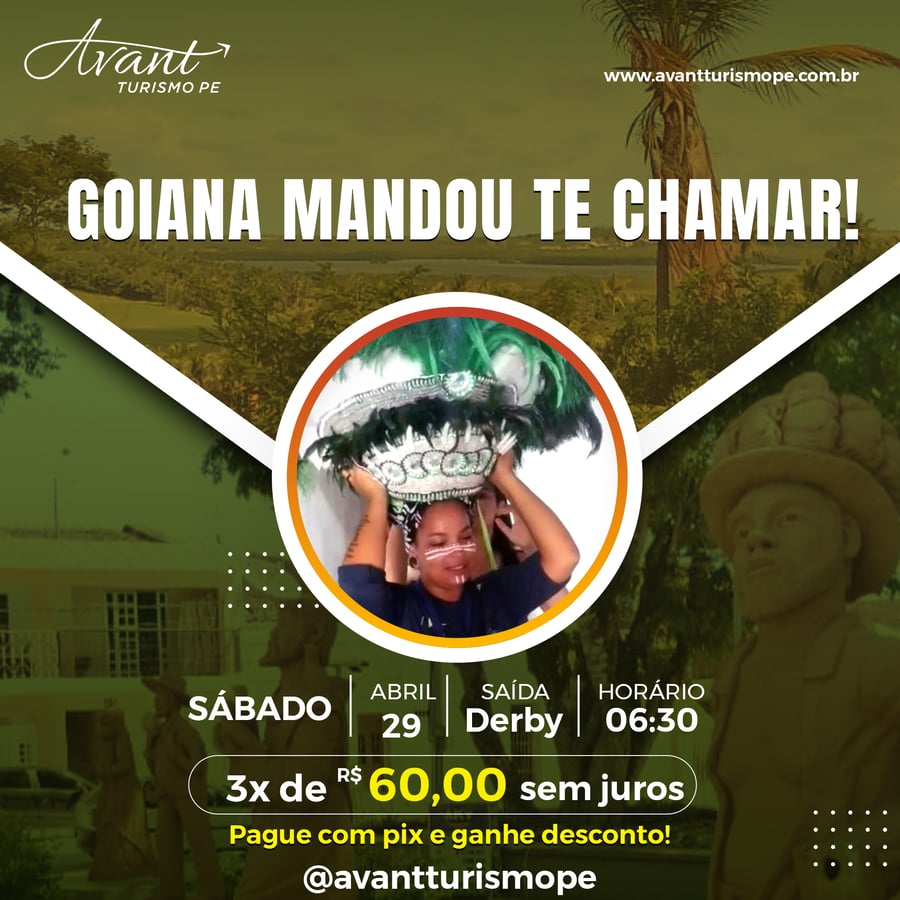 Avant
TURISMO PE
www.avantturismope.com.br
GOIANA MANDOU TE CHAMAR!
SÁBADO
ABRIL
29
SAÍDA
Derby
HORÁRIO
06:30
3x de R$ 60,00 sem juros
Pague com pix e ganhe desconto!
@avantturismope